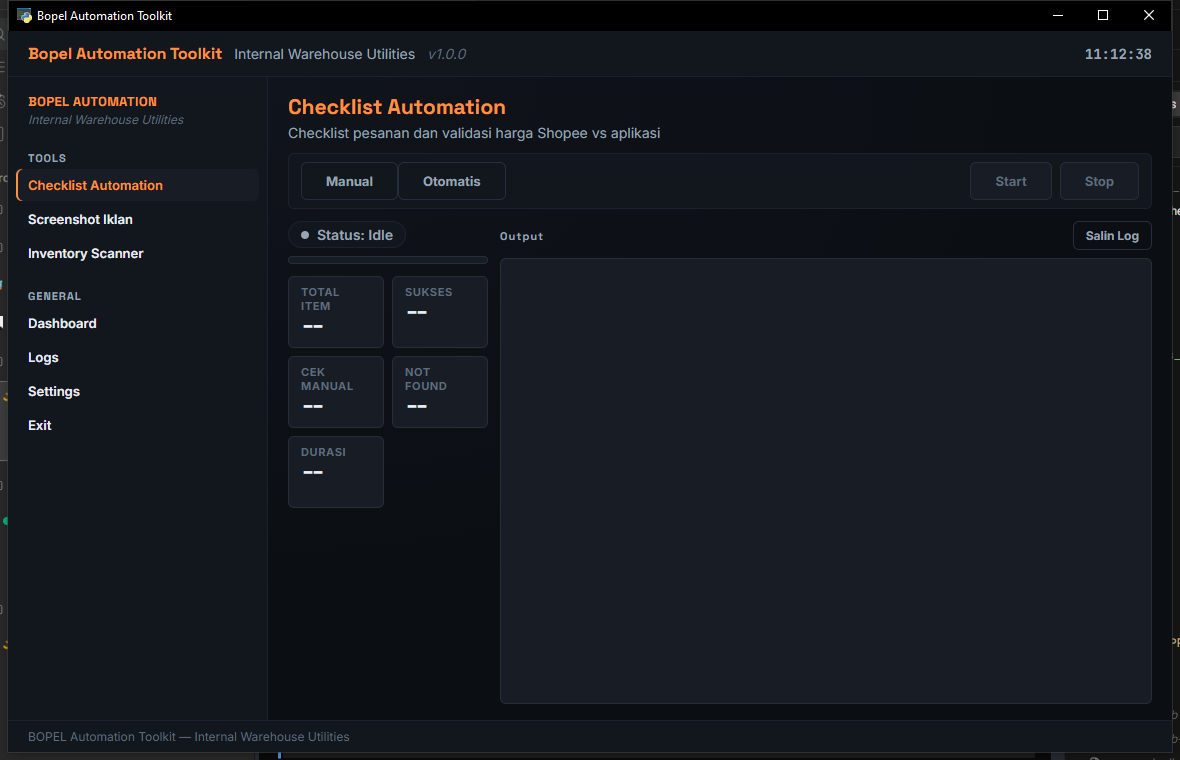 Bopel Automation Toolkit
Bopel Automation Toolkit Internal Warehouse Utilities v1.0.0 11:12:38
BOPEL AUTOMATION
Internal Warehouse Utilities
TOOLS
Checklist Automation
Screenshot Iklan
Inventory Scanner
GENERAL
Dashboard
Logs
Settings
Exit
Checklist Automation
Checklist pesanan dan validasi harga Shopee vs aplikasi
Manual Otomatis Start Stop
Status: Idle
Output Salin Log
TOTAL
ITEM
--
SUKSES
--
CEK
MANUAL
--
NOT
FOUND
--
DURASI
--
BOPEL Automation Toolkit — Internal Warehouse Utilities